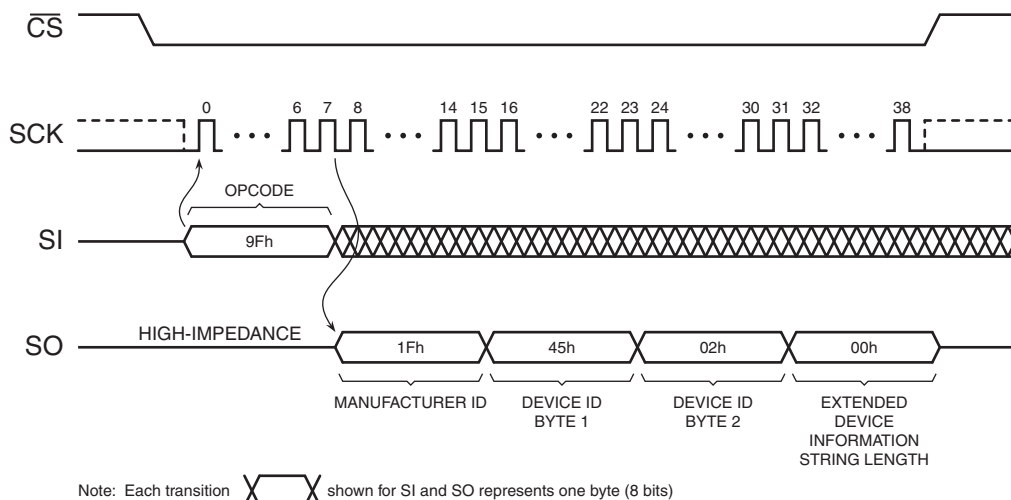 CS
0 6 7 8 14 15 16 22 23 24 30 31 32 38
SCK
OPCODE
SI
9Fh
HIGH-IMPEDANCE
SO
1Fh 45h 02h 00h
MANUFACTURER ID
DEVICE ID
BYTE 1
DEVICE ID
BYTE 2
EXTENDED
DEVICE
INFORMATION
STRING LENGTH
Note: Each transition shown for SI and SO represents one byte (8 bits)